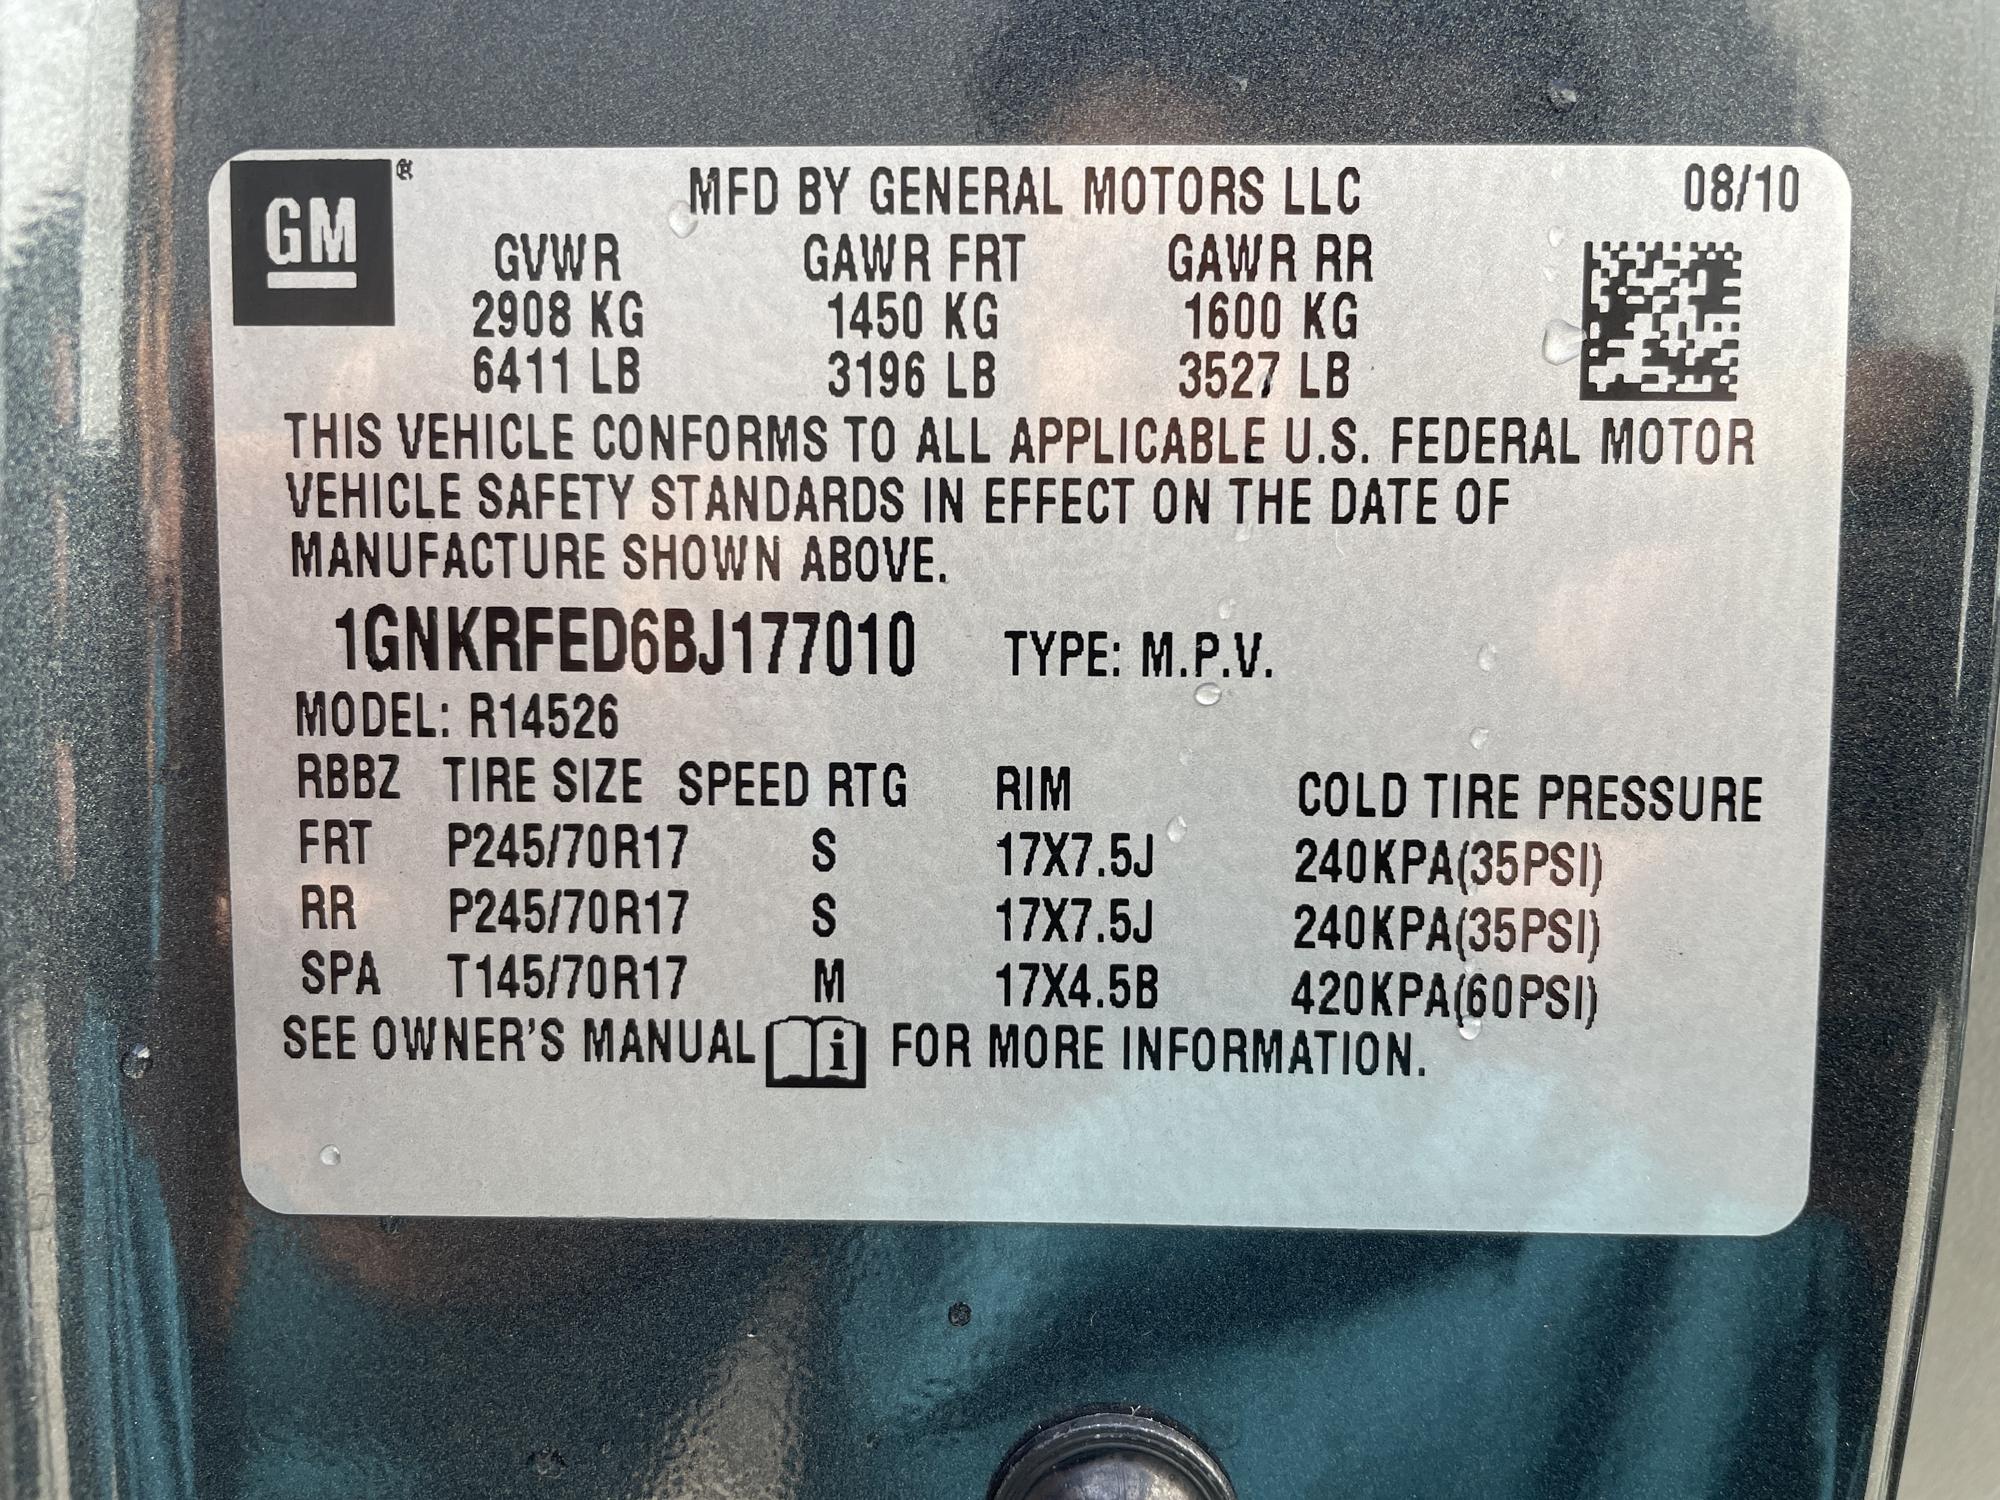 GM ® MFD BY GENERAL MOTORS LLC 08/10
GVWR GAWR FRT GAWR RR
2908 KG 1450 KG 1600 KG
6411 LB 3196 LB 3527 LB
THIS VEHICLE CONFORMS TO ALL APPLICABLE U.S. FEDERAL MOTOR
VEHICLE SAFETY STANDARDS IN EFFECT ON THE DATE OF
MANUFACTURE SHOWN ABOVE.
1GNKRFED6BJ177010 TYPE: M.P.V.
MODEL: R14526
RBBZ TIRE SIZE SPEED RTG RIM COLD TIRE PRESSURE
FRT P245/70R17 S 17X7.5J 240KPA(35PSI)
RR P245/70R17 S 17X7.5J 240KPA(35PSI)
SPA T145/70R17 M 17X4.5B 420KPA(60PSI)
SEE OWNER'S MANUAL i FOR MORE INFORMATION.